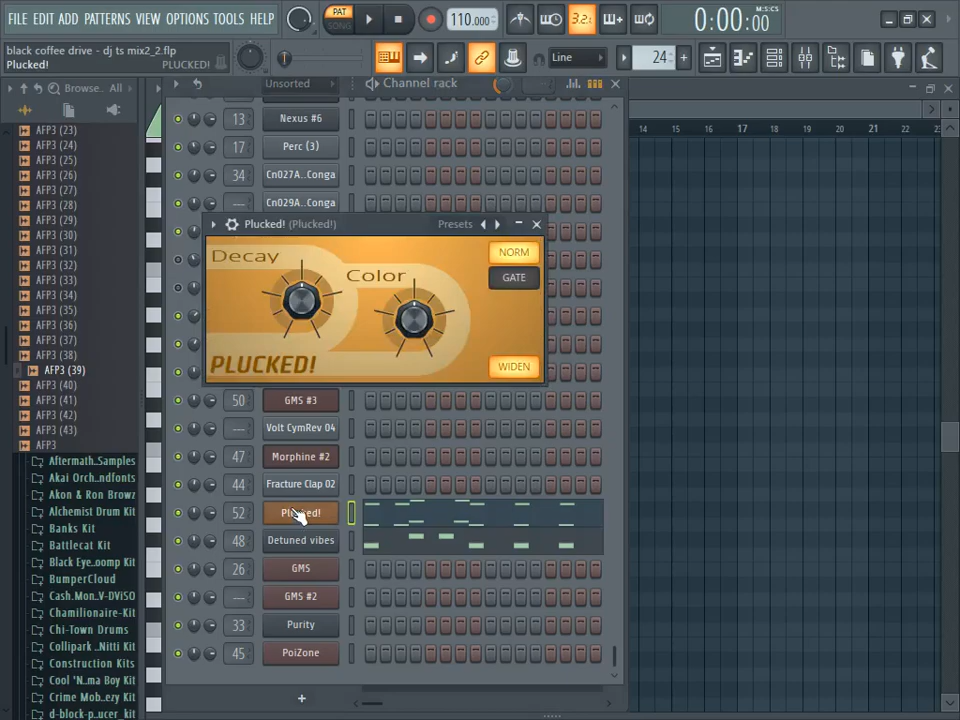 FILE EDIT ADD PATTERNS VIEW OPTIONS TOOLS HELP
PAT
SONG
110.000
3.2.
0:00:00
M:S:CS
black coffee drive - dj ts mix2_2.flp
Plucked! PLUCKED!
Line
24
Browse.. All
Unsorted
Channel rack
AFP3 (23)
AFP3 (24)
AFP3 (25)
AFP3 (26)
AFP3 (27)
AFP3 (28)
AFP3 (29)
AFP3 (30)
AFP3 (31)
AFP3 (32)
AFP3 (33)
AFP3 (34)
AFP3 (35)
AFP3 (36)
AFP3 (37)
AFP3 (38)
AFP3 (39)
AFP3 (40)
AFP3 (41)
AFP3 (42)
AFP3 (43)
AFP3
Aftermath..Samples
Akai Orch..ndfonts
Akon & Ron Browz
Alchemist Drum Kit
Banks Kit
Battlecat Kit
Black Eye..oomp Kit
BumperCloud
Cash.Mon..V-DViSO
Chamilionaire-Kit
Chi-Town Drums
Collipark ..Nitti Kit
Construction Kits
Cool 'N..ma Boy Kit
Crime Mob..ezy Kit
d-block-p..ucer_kit
13 Nexus #6
17 Perc (3)
34 Cn027A..Conga
--- Cn029A..Conga
Plucked! (Plucked!) Presets
Decay
Color
NORM
GATE
PLUCKED!
WIDEN
50 GMS #3
--- Volt CymRev 04
47 Morphine #2
44 Fracture Clap 02
52 Plucked!
48 Detuned vibes
26 GMS
--- GMS #2
33 Purity
45 PoiZone
+
14 15 16 17 18 19 20 21 22 23